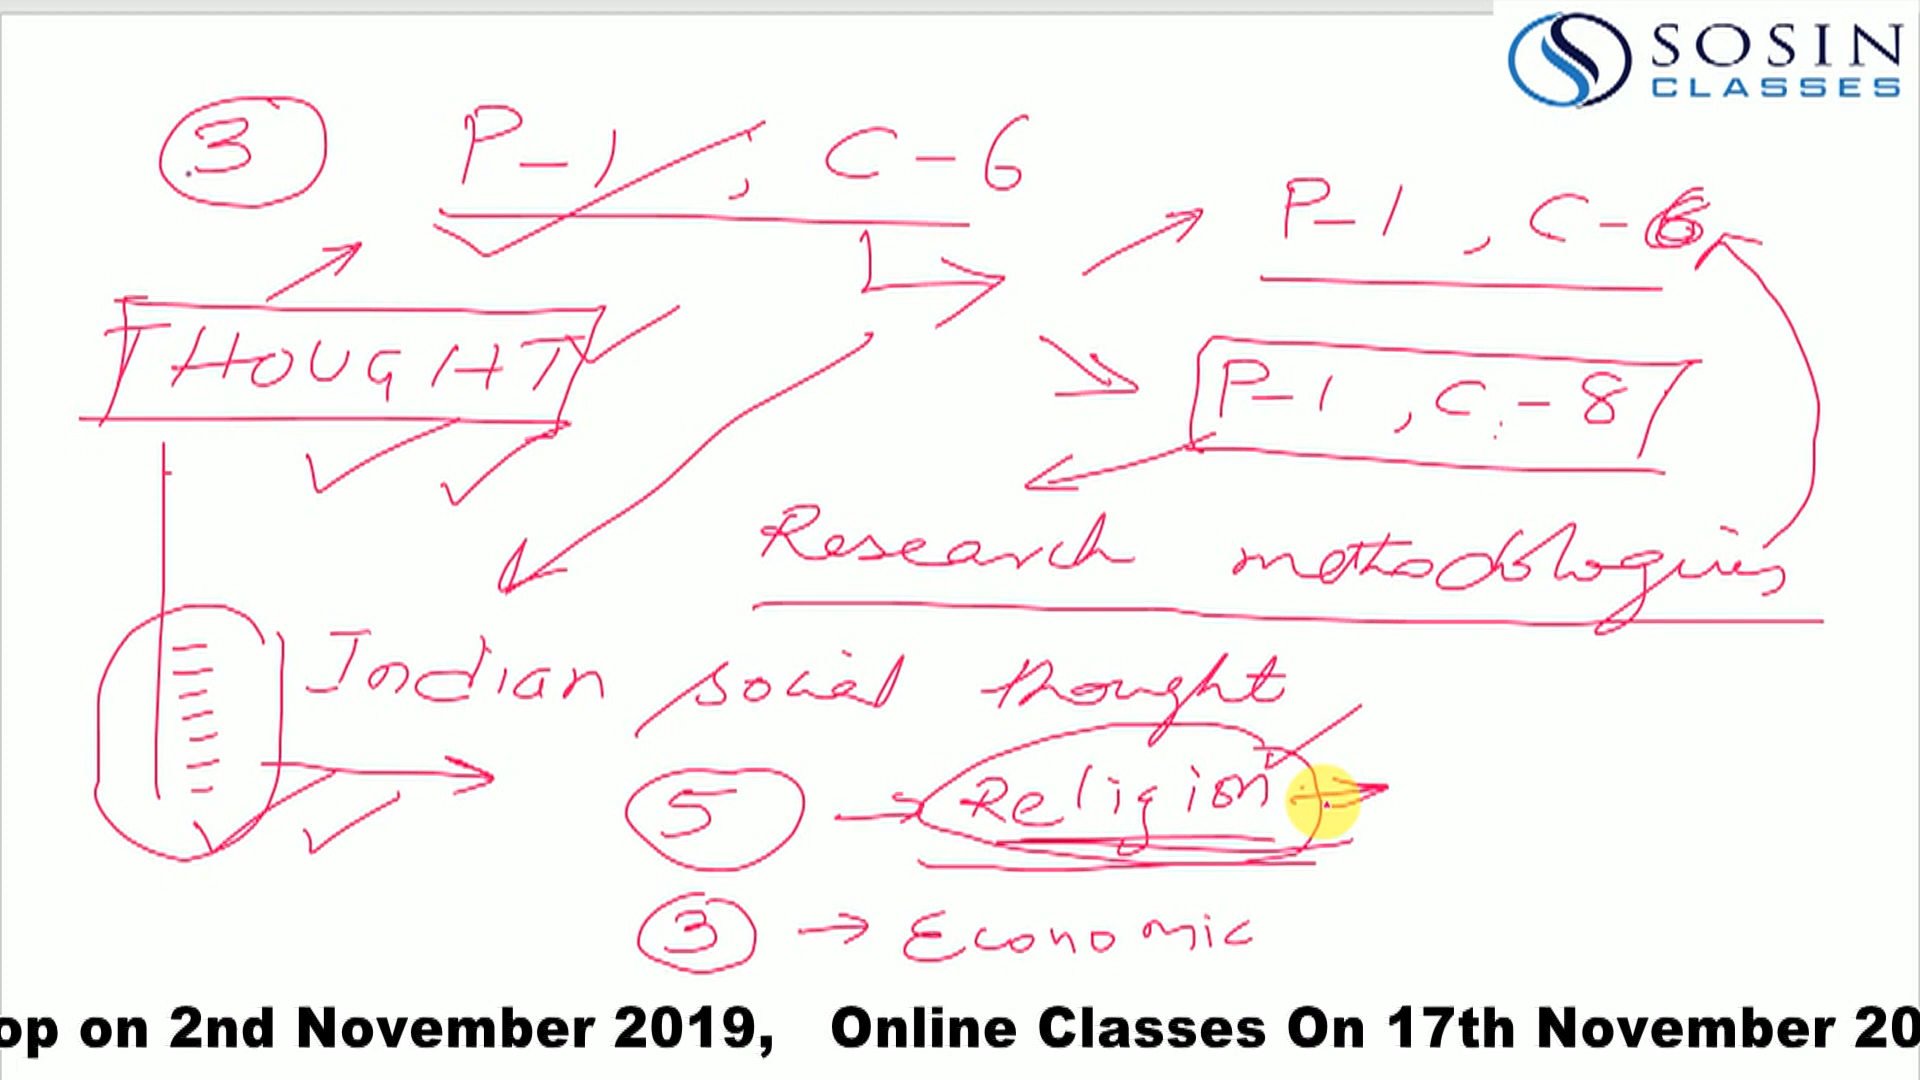 SOSIN
CLASSES
3 P-1, C-6
P-1, C-6
THOUGHT
P-1, C-8
Research methodologies
Indian social thought
5 → Religion
3 → Economic
op on 2nd November 2019, Online Classes On 17th November 20